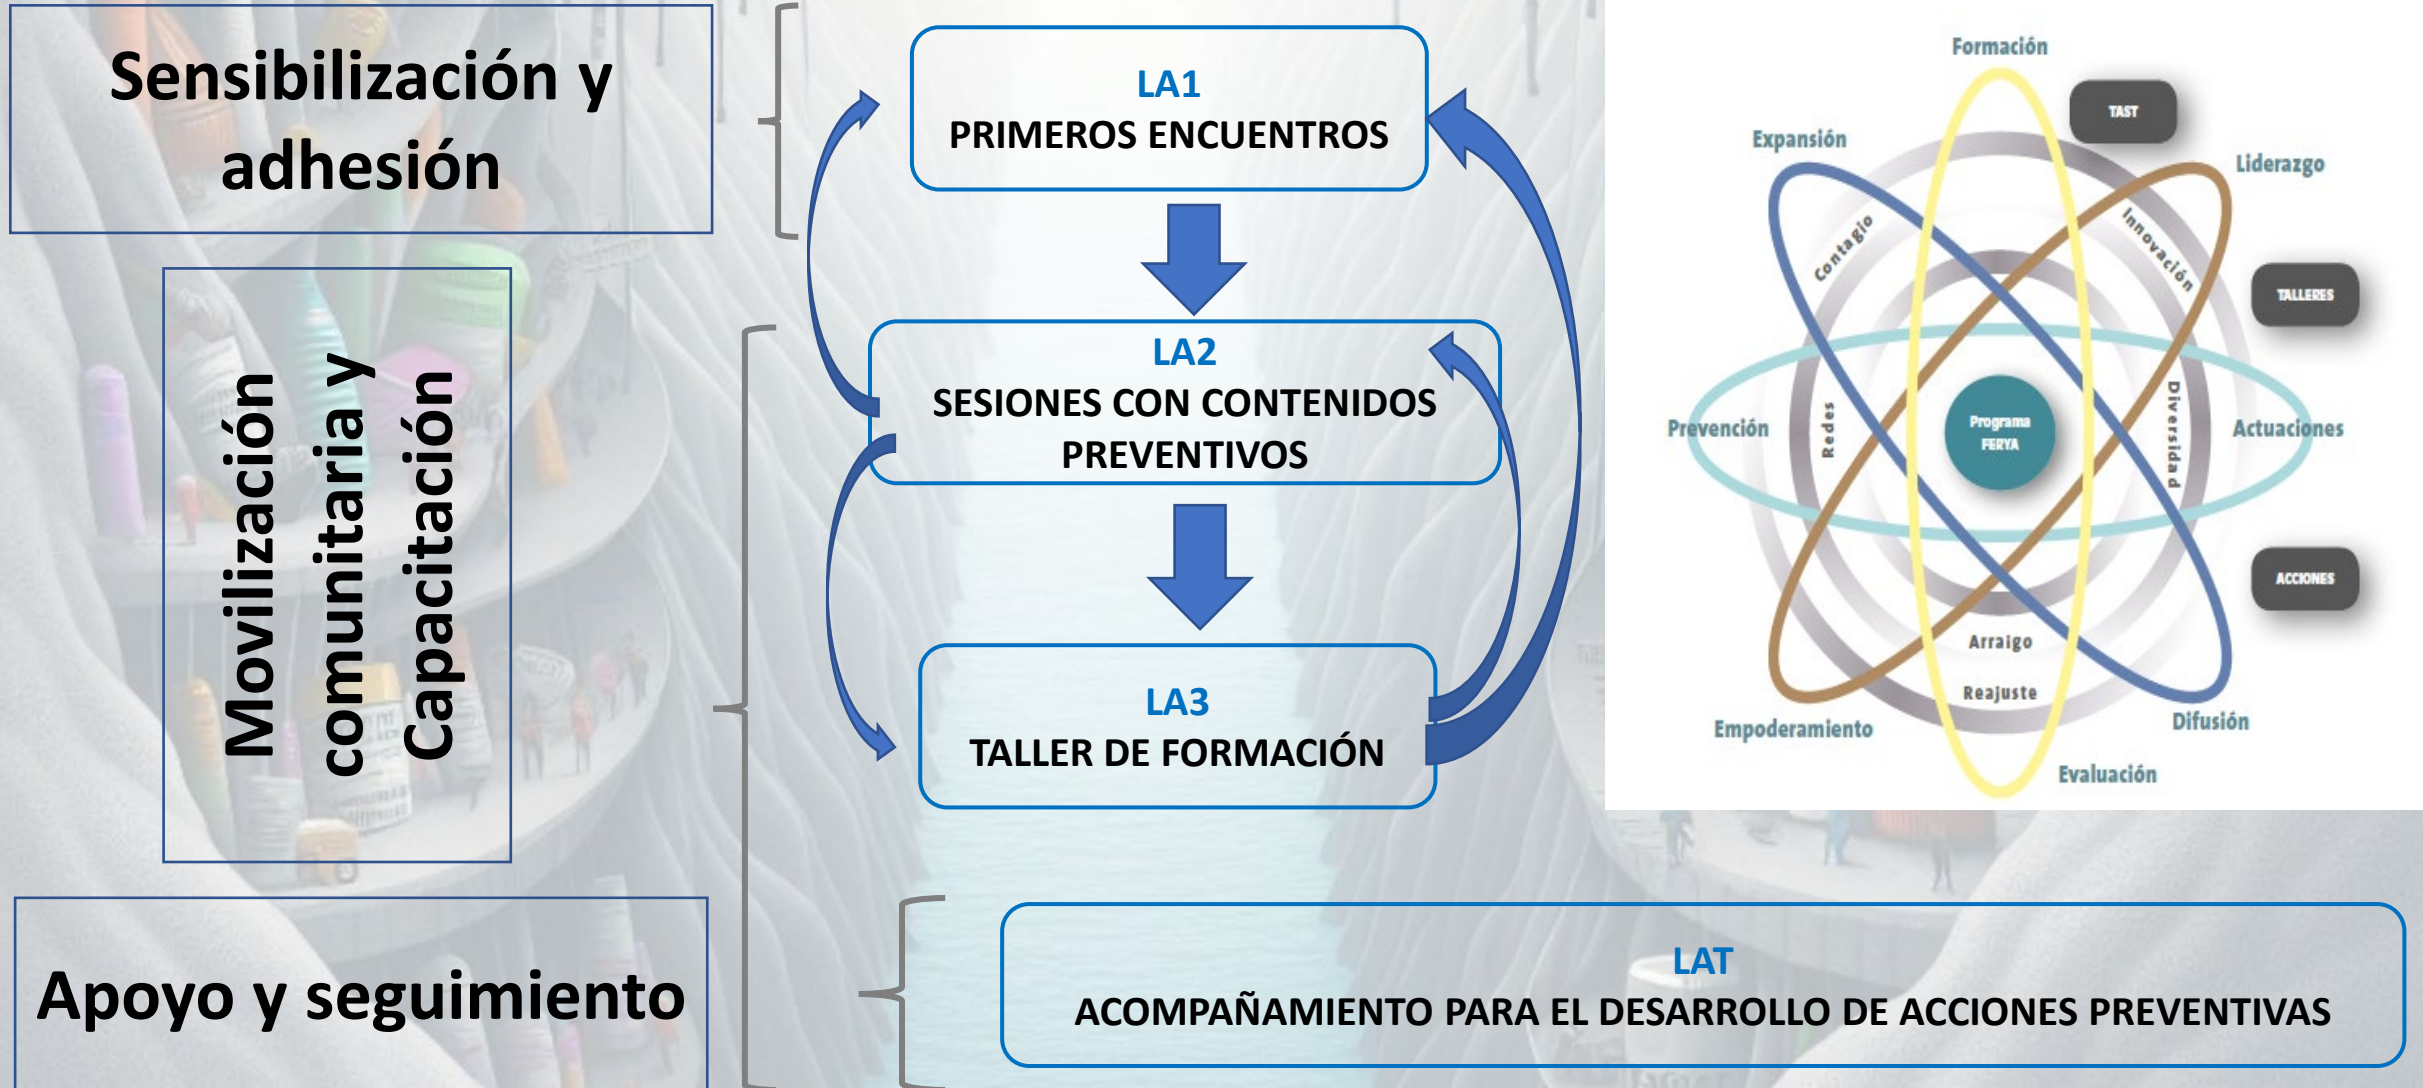 Sensibilización y
adhesión
Movilización
comunitaria y
Capacitación
Apoyo y seguimiento
LA1
PRIMEROS ENCUENTROS
LA2
SESIONES CON CONTENIDOS
PREVENTIVOS
LA3
TALLER DE FORMACIÓN
LAT
ACOMPAÑAMIENTO PARA EL DESARROLLO DE ACCIONES PREVENTIVAS
Formación
TAST
Expansión
Liderazgo
Contagio
Innovación
TALLERES
Prevención
Redes
Programa
FERYA
Diversidad
Actuaciones
ACCIONES
Arraigo
Reajuste
Empoderamiento
Difusión
Evaluación